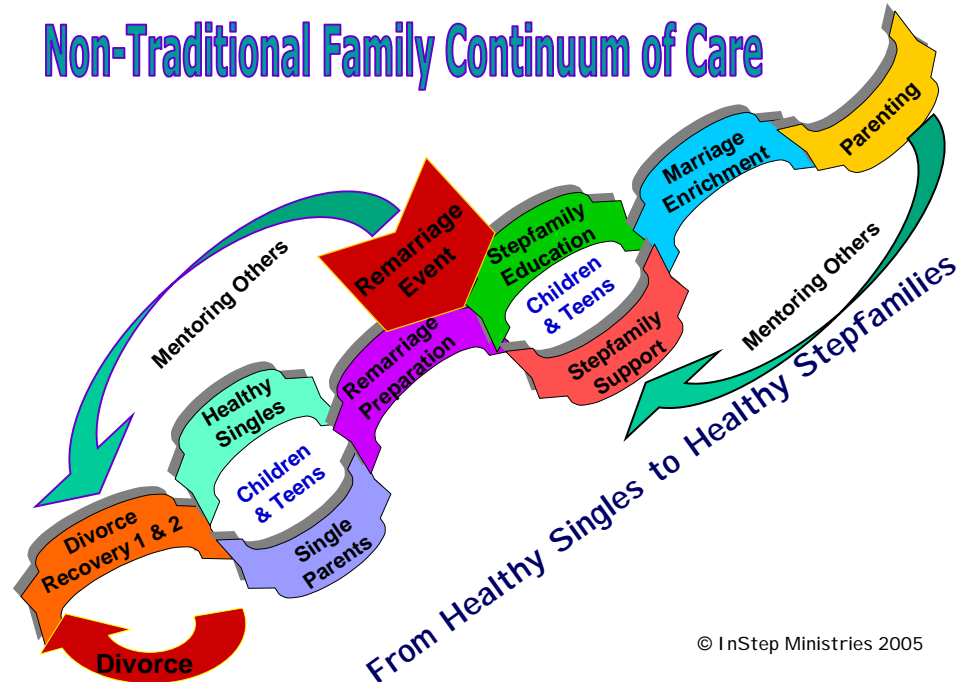 Non-Traditional Family Continuum of Care
Parenting
Marriage
Enrichment
Remarriage
Event
Stepfamily
Education
Children
& Teens
Mentoring Others
Mentoring Others
Stepfamily
Support
Remarriage
Preparation
Healthy
Singles
Children
& Teens
Single
Parents
Divorce
Recovery 1 & 2
Divorce
From Healthy Singles to Healthy Stepfamilies
© InStep Ministries 2005